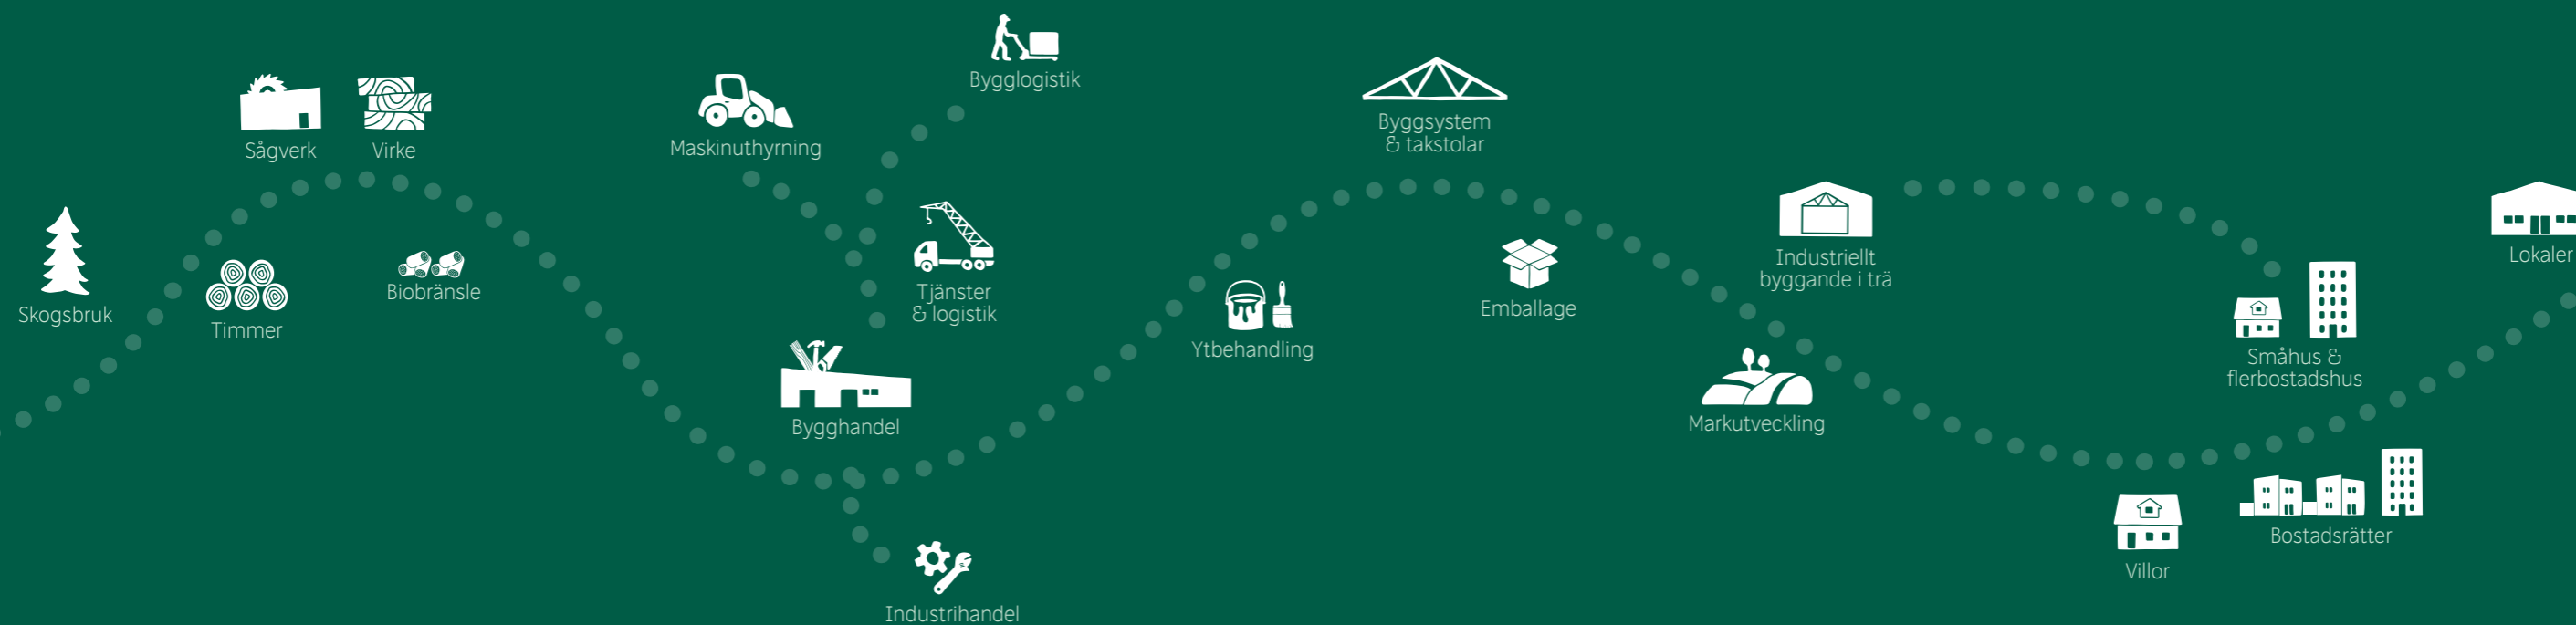 Skogsbruk
Sågverk
Virke
Timmer
Biobränsle
Maskinuthyrning
Bygglogistik
Tjänster
& logistik
Bygghandel
Industrihandel
Ytbehandling
Byggsystem
& takstolar
Emballage
Industriellt
byggande i trä
Markutveckling
Småhus &
flerbostadshus
Villor
Bostadsrätter
Lokaler